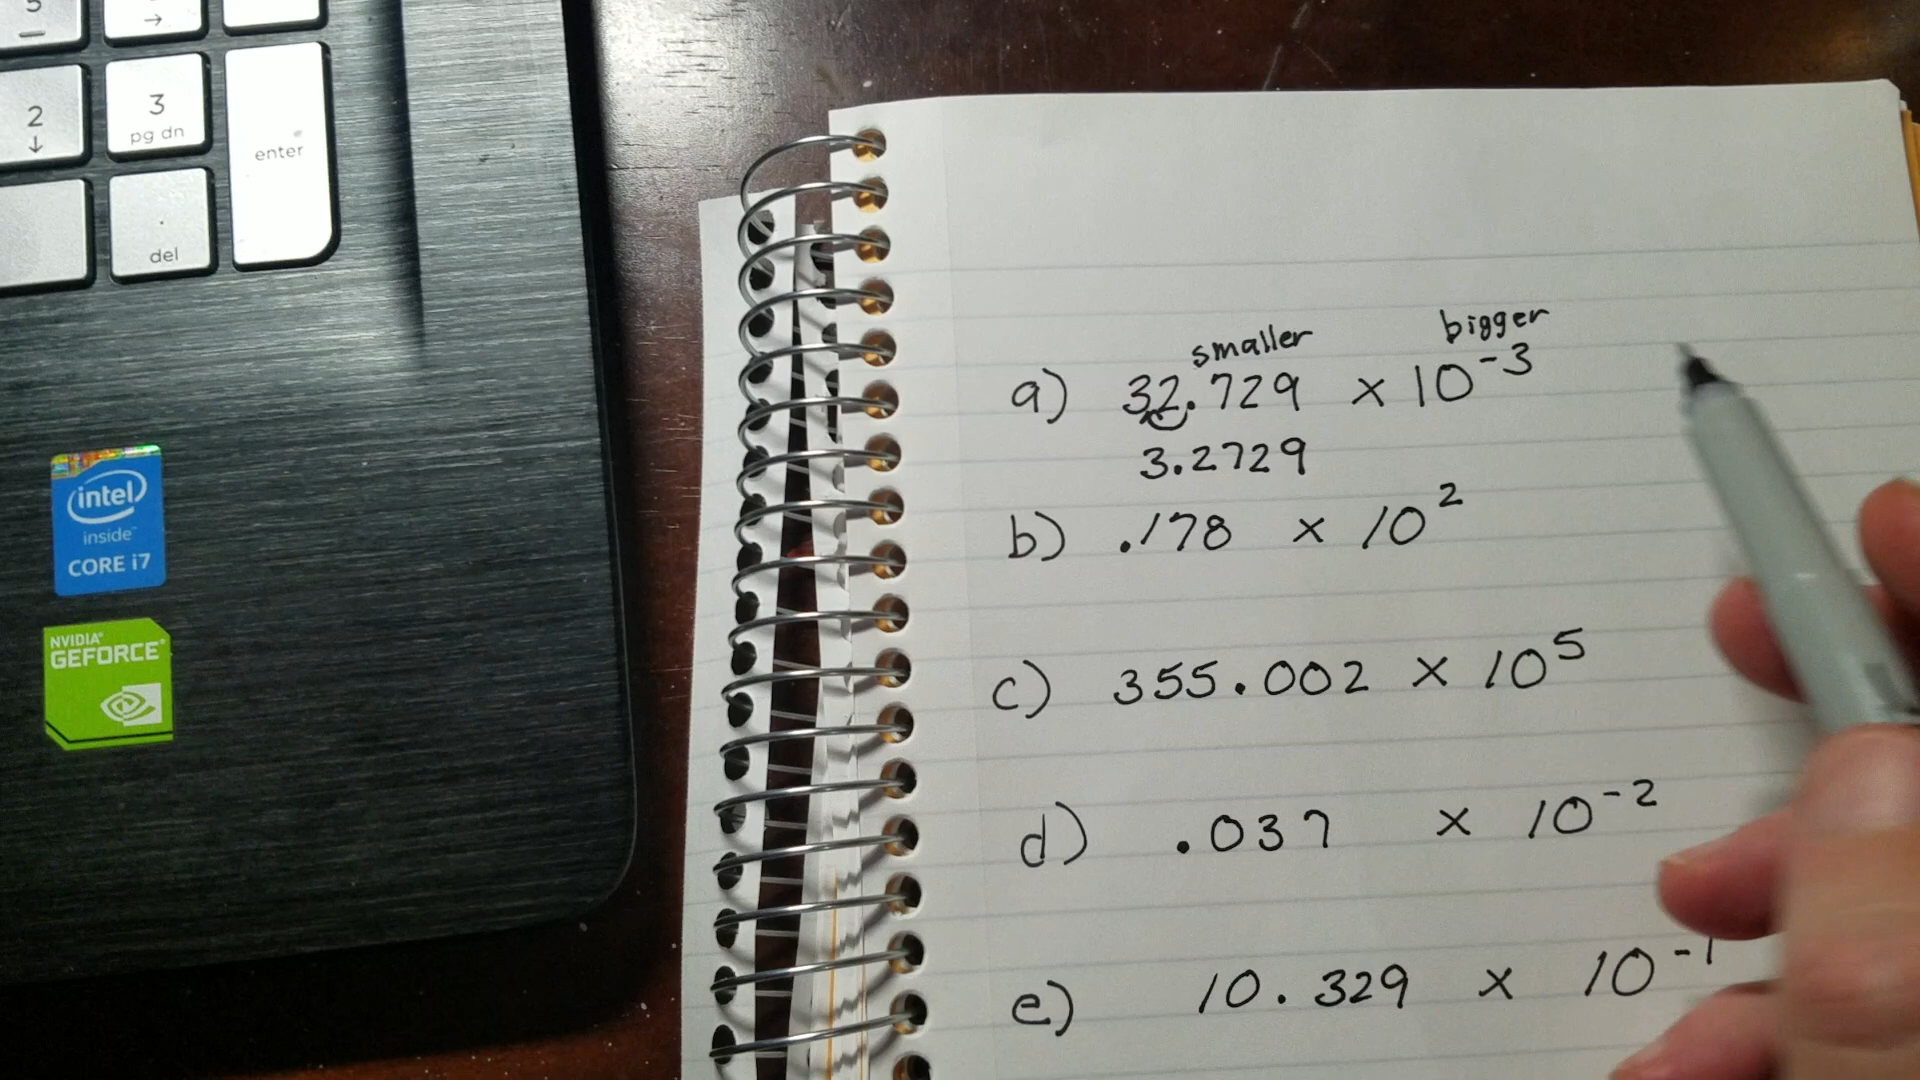 5
→
2
↓
3
pg dn
enter
.
del
intel
inside™
CORE i7
NVIDIA®
GEFORCE®
smaller bigger
a) 32.729 x 10⁻³
3.2729
b) .178 x 10²
c) 355.002 x 10⁵
d) .037 x 10⁻²
e) 10.329 x 10⁻¹